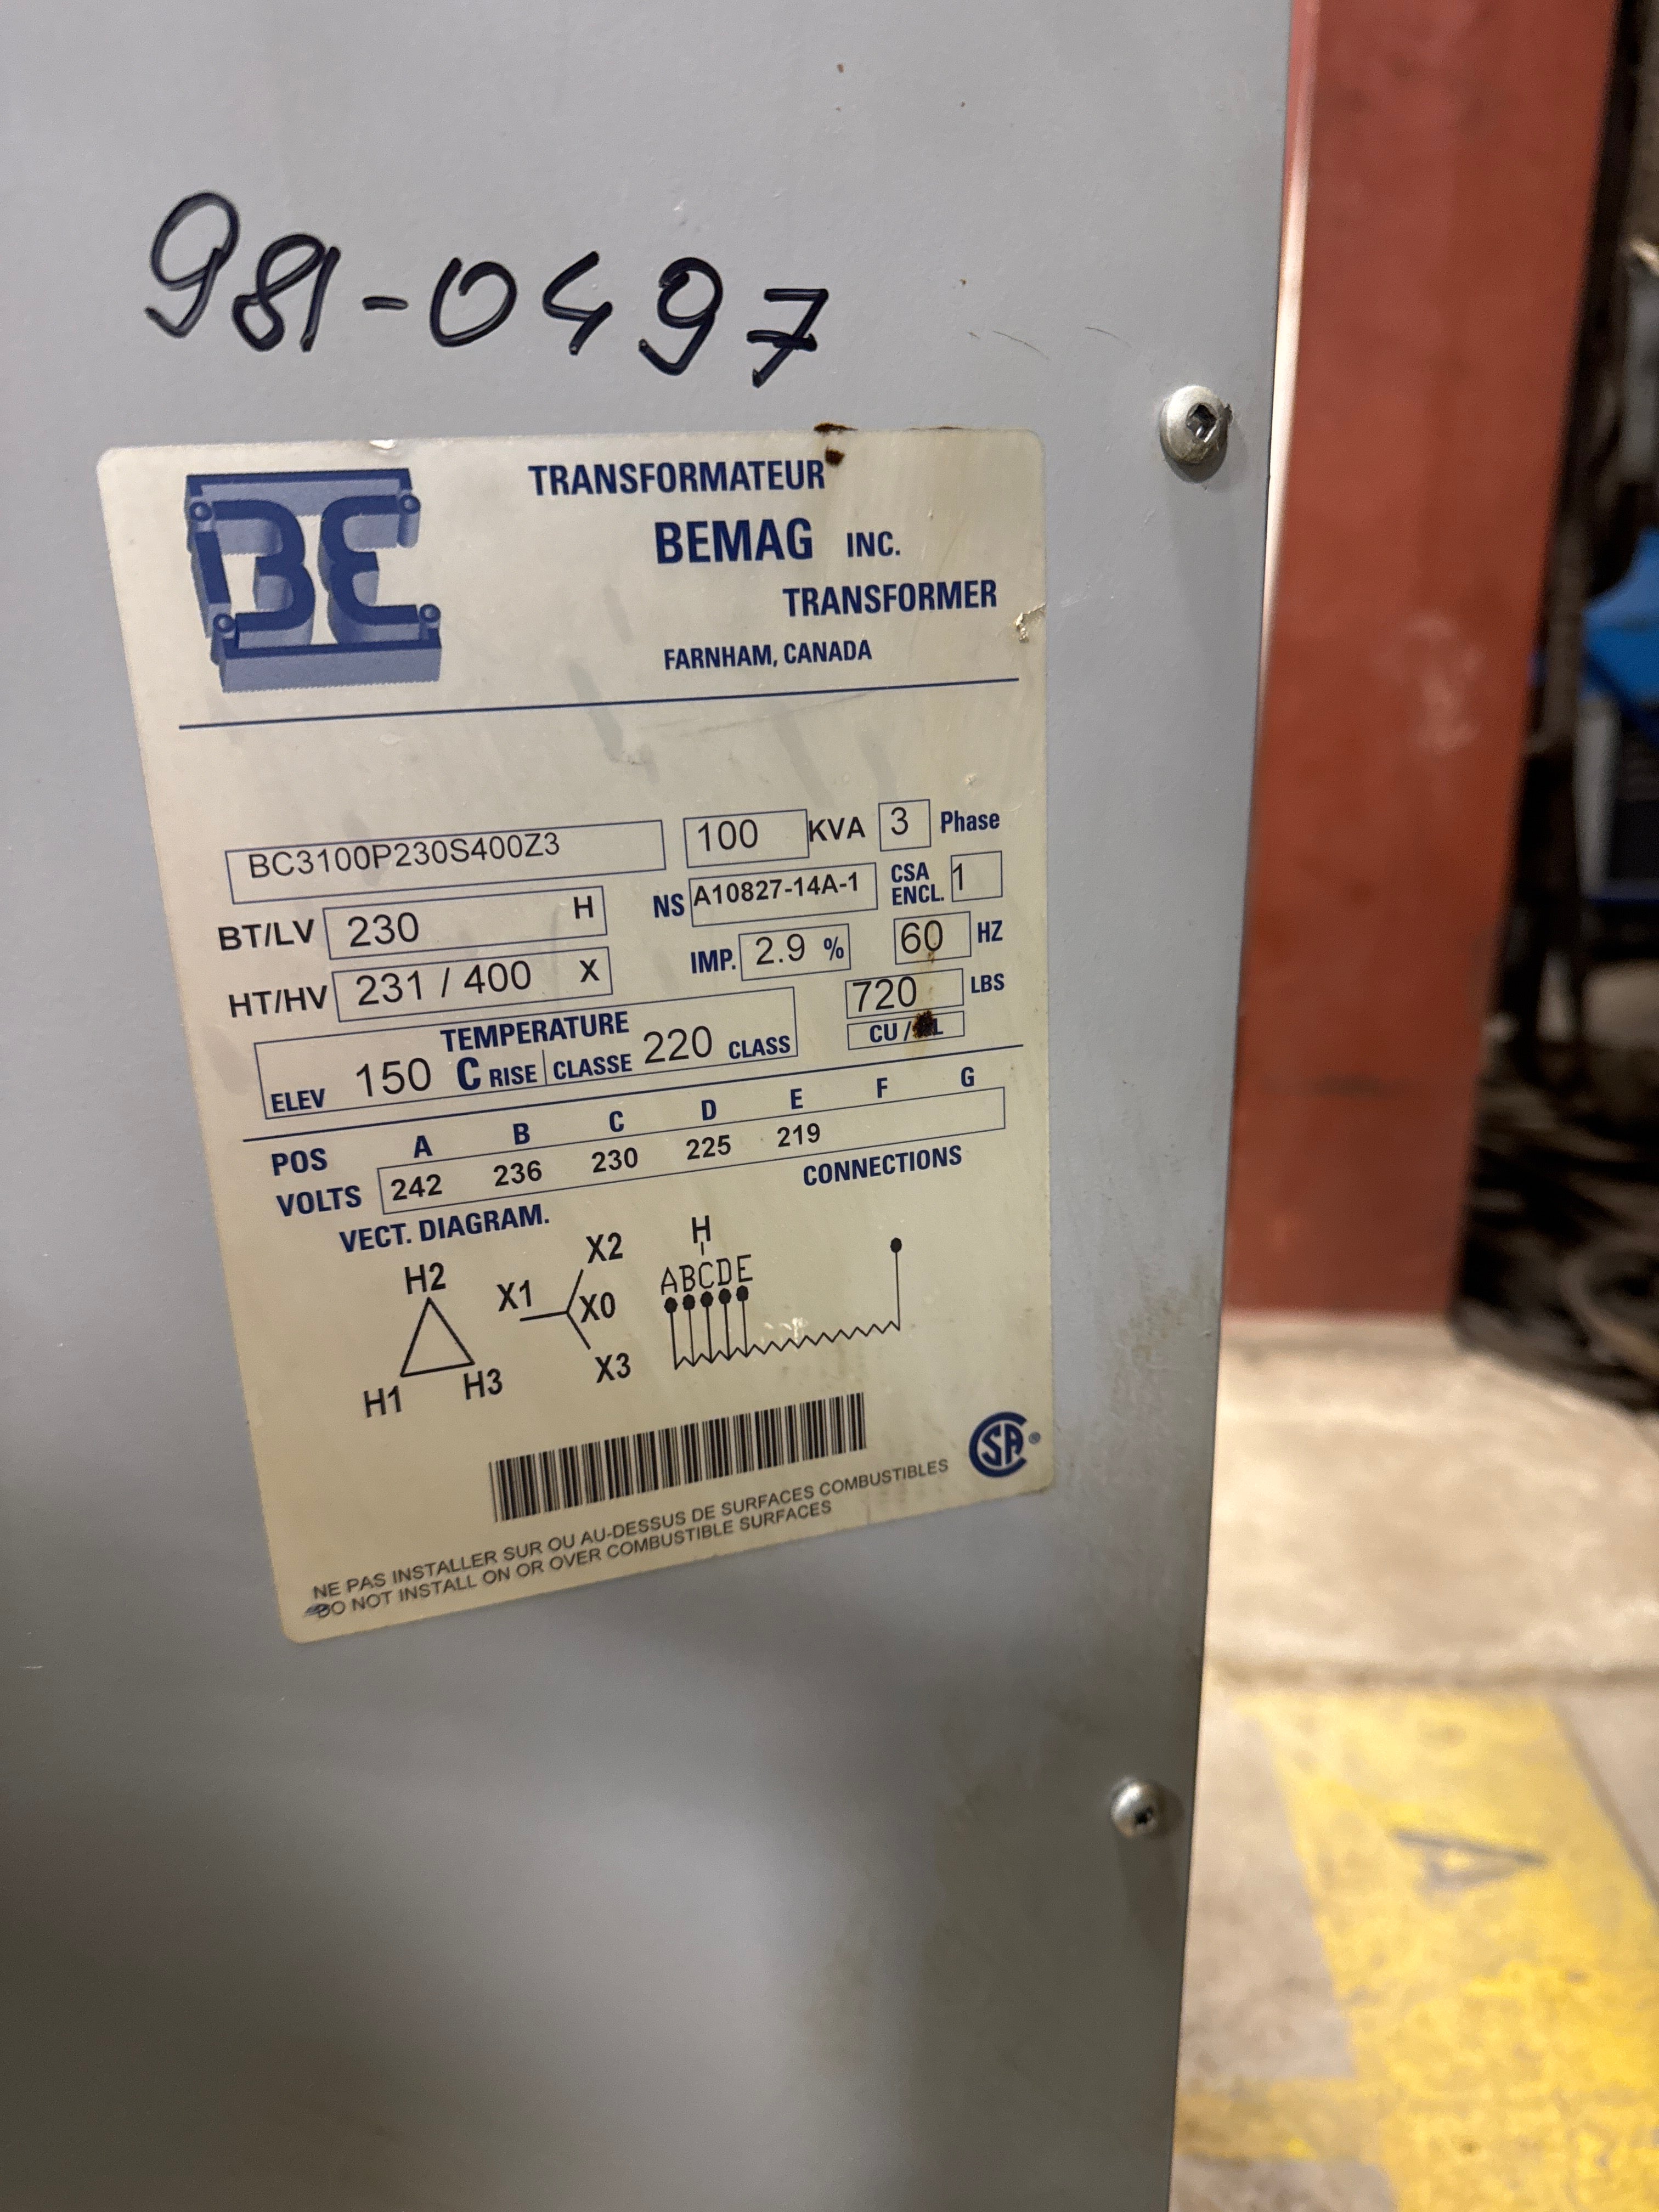 981-0497
BE
TRANSFORMATEUR
BEMAG INC.
TRANSFORMER
FARNHAM, CANADA
BC3100P230S400Z3 100 KVA 3 Phase
BT/LV 230 H NS A10827-14A-1 CSA ENCL. 1
HT/HV 231 / 400 X IMP. 2.9 % 60 HZ
720 LBS
CU /
TEMPERATURE
ELEV 150 C RISE CLASSE 220 CLASS
POS A B C D E F G
VOLTS 242 236 230 225 219
VECT. DIAGRAM. CONNECTIONS
H2 X2 H
X1 X0 ABCDE
H1 H3 X3
CSA ®
NE PAS INSTALLER SUR OU AU-DESSUS DE SURFACES COMBUSTIBLES
DO NOT INSTALL ON OR OVER COMBUSTIBLE SURFACES
A